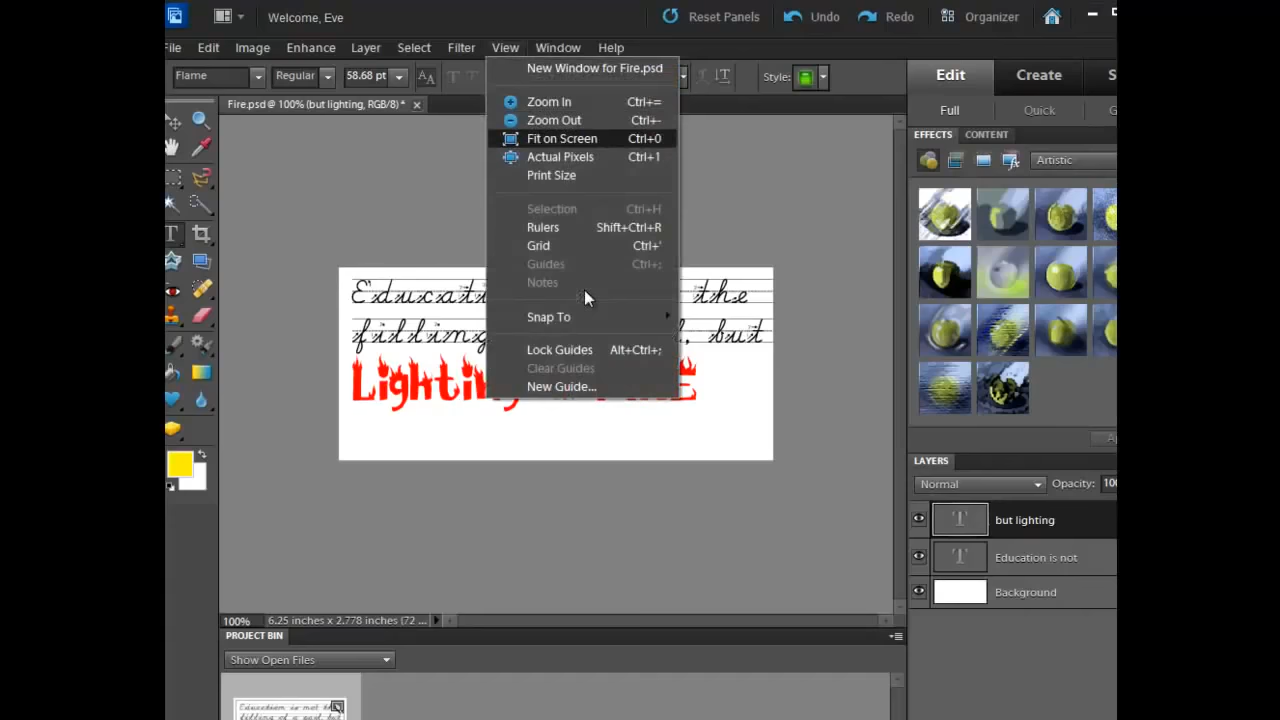 Welcome, Eve
Reset Panels
Undo
Redo
Organizer
File Edit Image Enhance Layer Select Filter View Window Help
Flame
Regular
58.68 pt
Style:
Edit
Create
Full
Quick
Fire.psd @ 100% (but lighting, RGB/8) *
New Window for Fire.psd
Zoom In Ctrl+=
Zoom Out Ctrl+-
Fit on Screen Ctrl+0
Actual Pixels Ctrl+1
Print Size
Selection Ctrl+H
Rulers Shift+Ctrl+R
Grid Ctrl+'
Guides Ctrl+;
Notes
Snap To
Lock Guides Alt+Ctrl+;
Clear Guides
New Guide...
the
but
EFFECTS
CONTENT
Artistic
LAYERS
Normal
Opacity:
but lighting
Education is not
Background
100%
6.25 inches x 2.778 inches (72 ...
PROJECT BIN
Show Open Files